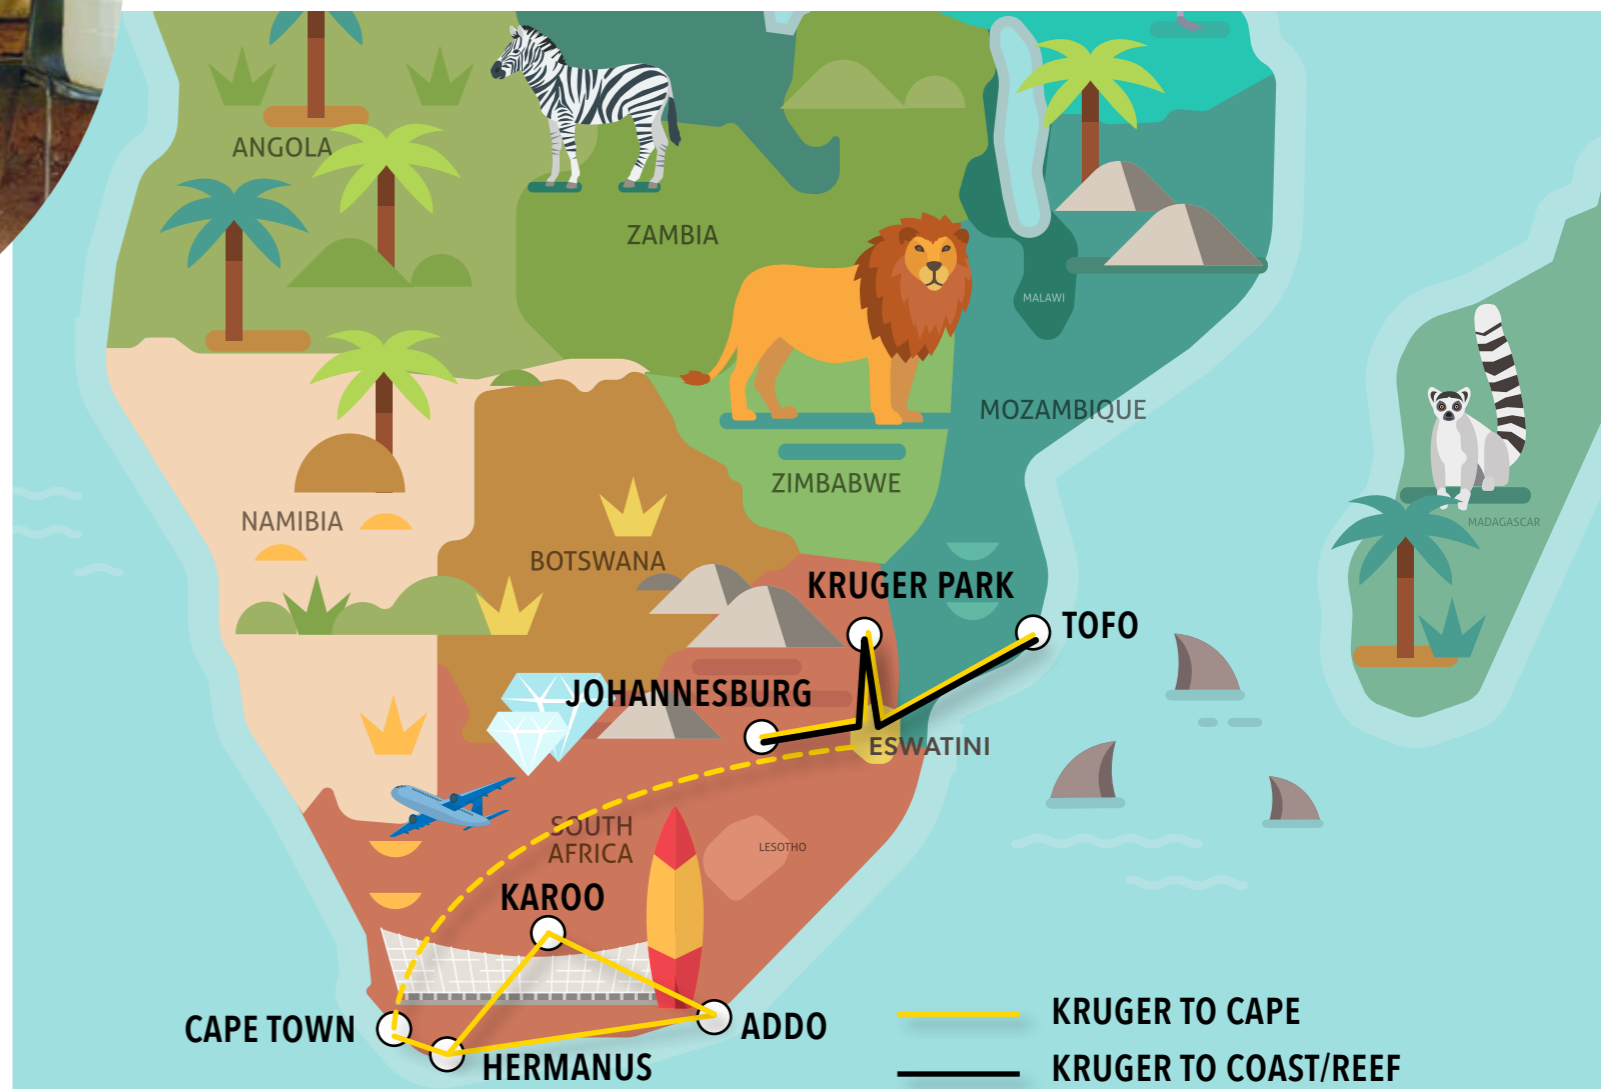 ANGOLA
ZAMBIA
MALAWI
MOZAMBIQUE
ZIMBABWE
NAMIBIA
MADAGASCAR
BOTSWANA
KRUGER PARK
TOFO
JOHANNESBURG
ESWATINI
SOUTH
AFRICA
LESOTHO
KAROO
CAPE TOWN
ADDO
HERMANUS
KRUGER TO CAPE
KRUGER TO COAST/REEF